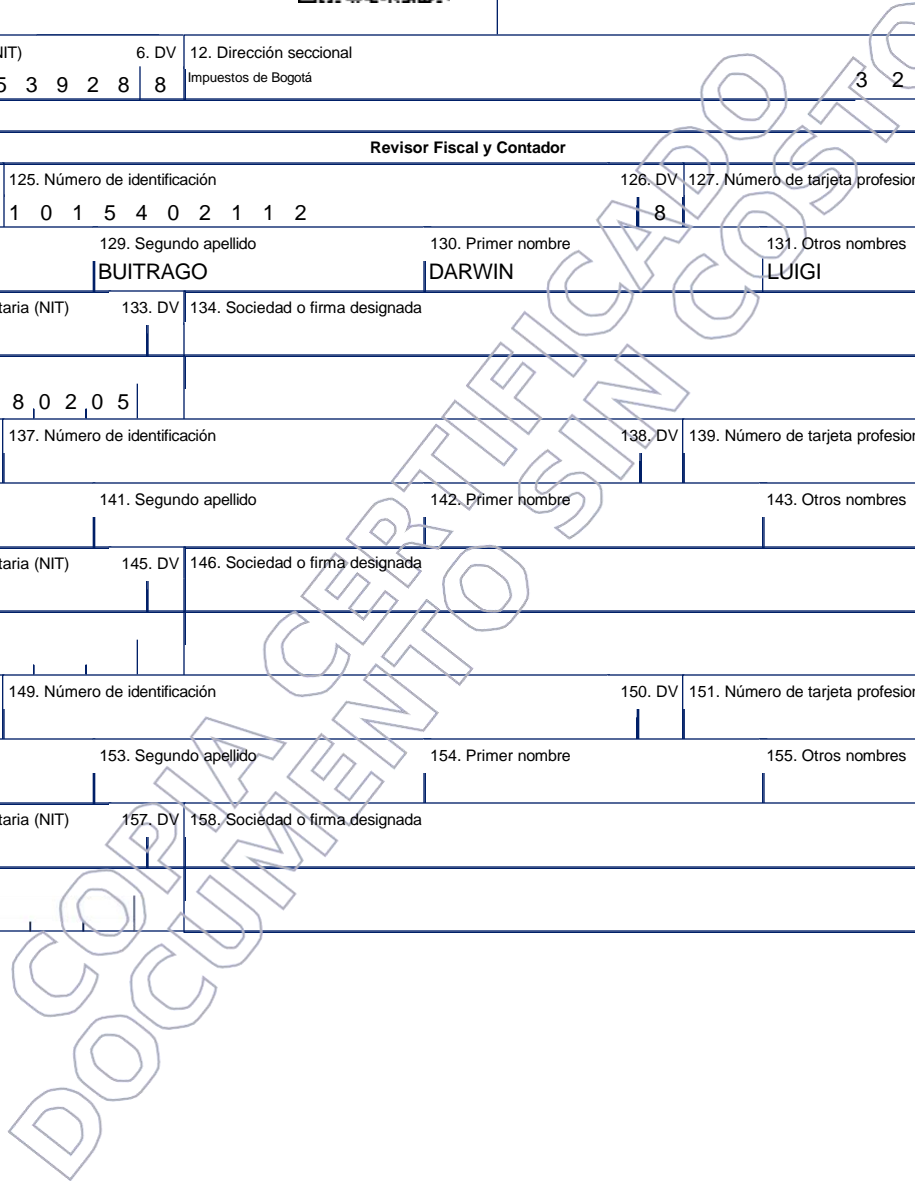 NIT) 6. DV 12. Dirección seccional
5 3 9 2 8 8 Impuestos de Bogotá 3 2
Revisor Fiscal y Contador
125. Número de identificación 126. DV 127. Número de tarjeta profesion
1 0 1 5 4 0 2 1 1 2 8
129. Segundo apellido 130. Primer nombre 131. Otros nombres
BUITRAGO DARWIN LUIGI
taria (NIT) 133. DV 134. Sociedad o firma designada
8 0 2 0 5
137. Número de identificación 138. DV 139. Número de tarjeta profesion
141. Segundo apellido 142. Primer nombre 143. Otros nombres
taria (NIT) 145. DV 146. Sociedad o firma designada
149. Número de identificación 150. DV 151. Número de tarjeta profesion
153. Segundo apellido 154. Primer nombre 155. Otros nombres
taria (NIT) 157. DV 158. Sociedad o firma designada
COPIA CERTIFICADO
DOCUMENTO SIN COSTO